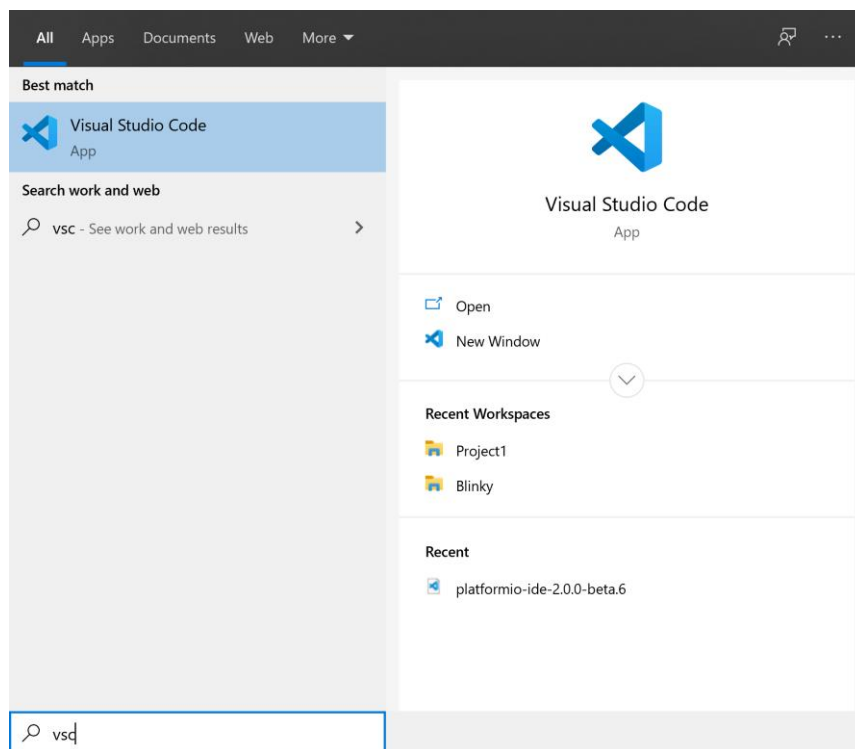 All Apps Documents Web More
Best match
Visual Studio Code
App
Search work and web
vsc - See work and web results
Visual Studio Code
App
Open
New Window
Recent Workspaces
Project1
Blinky
Recent
platformio-ide-2.0.0-beta.6
vsc